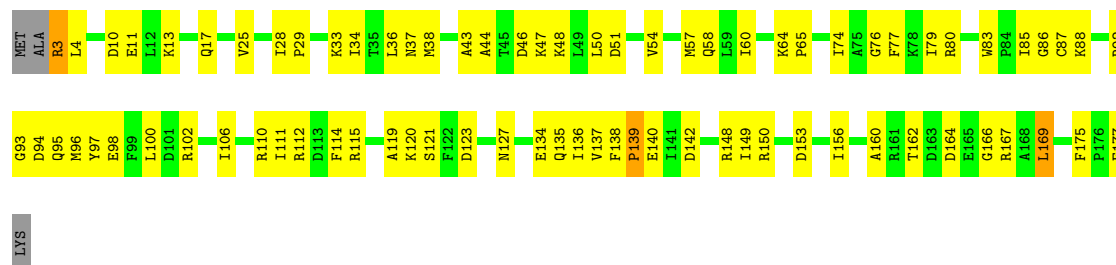 MET ALA R3 L4 D10 E11 L12 K13 Q17 V25 I28 P29 K33 I34 T35 L36 N37 M38 A43 A44 T45 D46 K47 K48 L49 L50 D51 V54 M57 Q58 L59 I60 K64 P65 I74 A75 G76 F77 K78 I79 R80 W83 P84 I85 G86 C87 K88
G93 D94 Q95 M96 Y97 E98 F99 L100 D101 R102 I106 R110 I111 R112 D113 F114 R115 A119 K120 S121 F122 D123 N127 E134 Q135 I136 V137 F138 P139 E140 I141 D142 R148 I149 R150 D153 I156 A160 R161 T162 D163 D164 E165 G166 R167 A168 L169 F175 P176
LYS